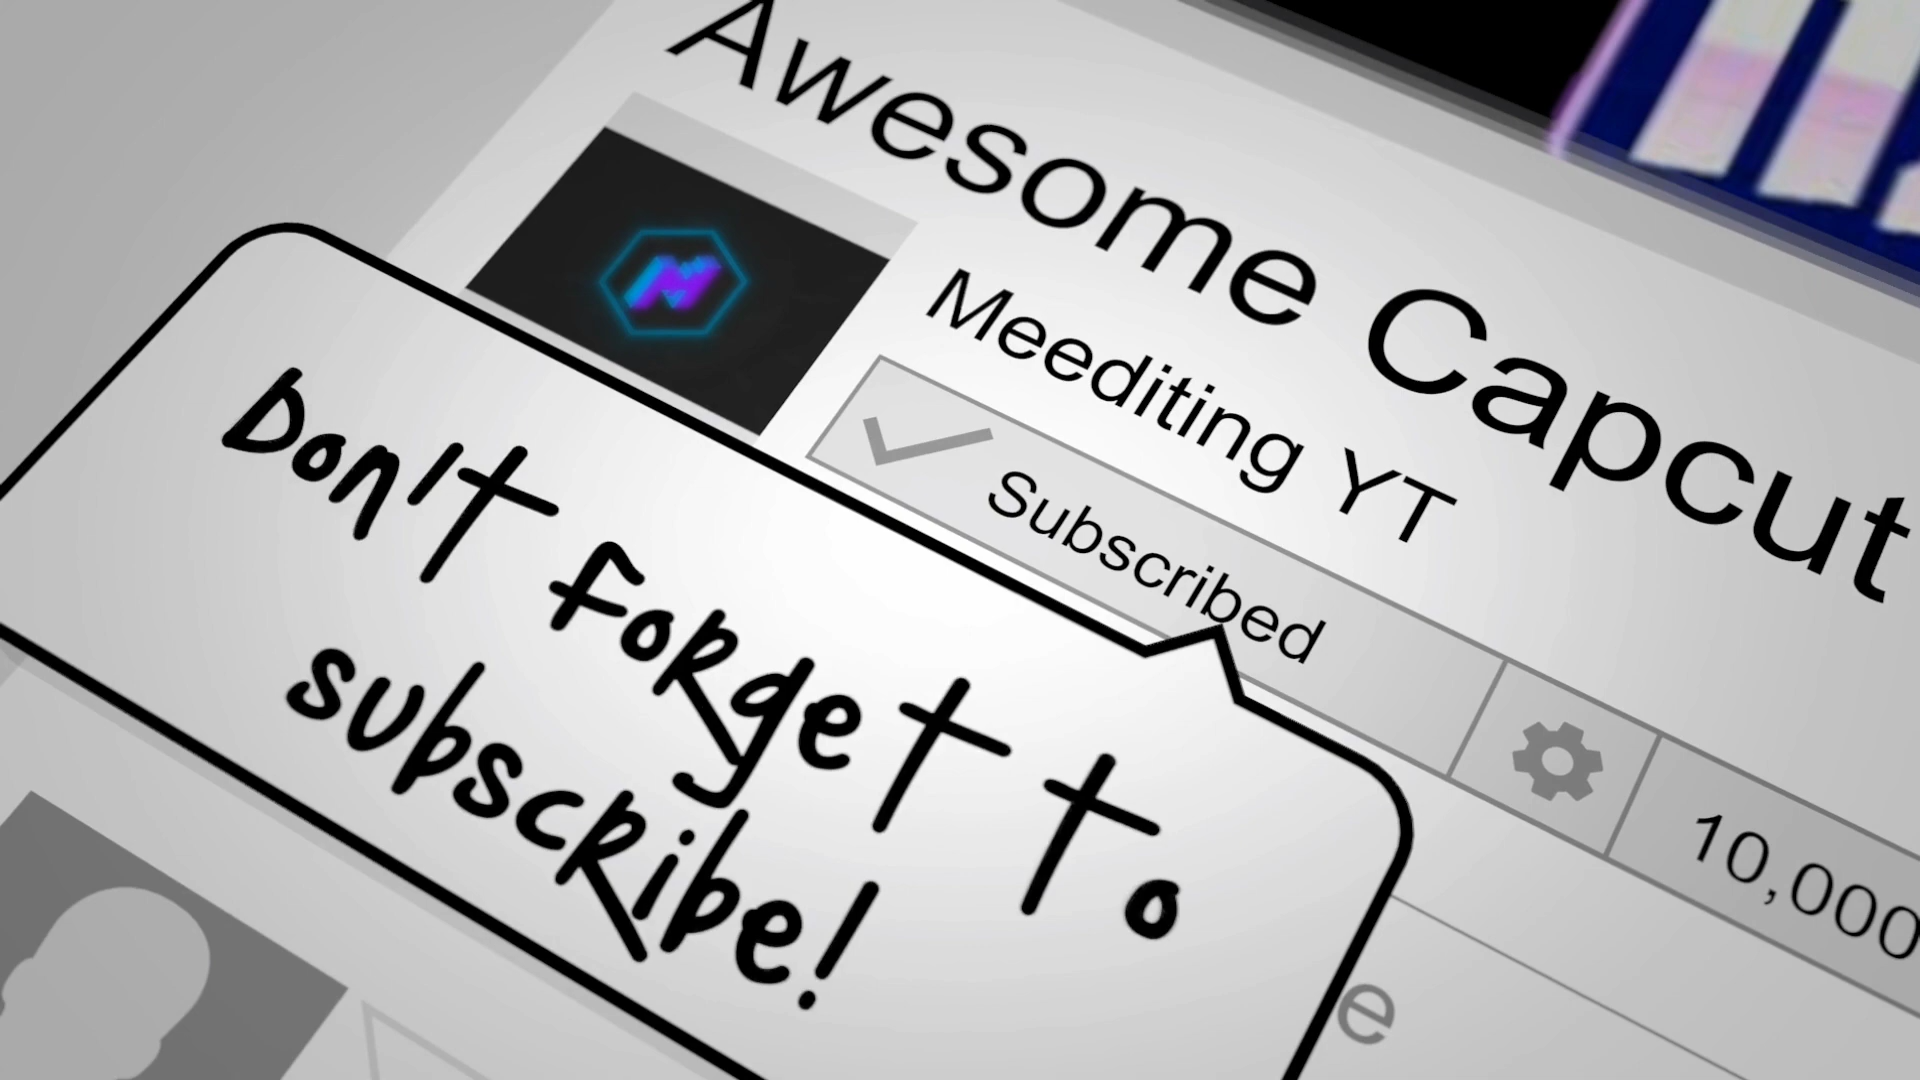 Awesome Capcut
Meediting YT
Subscribed
10,000
Don't forget to
subscribe!
e